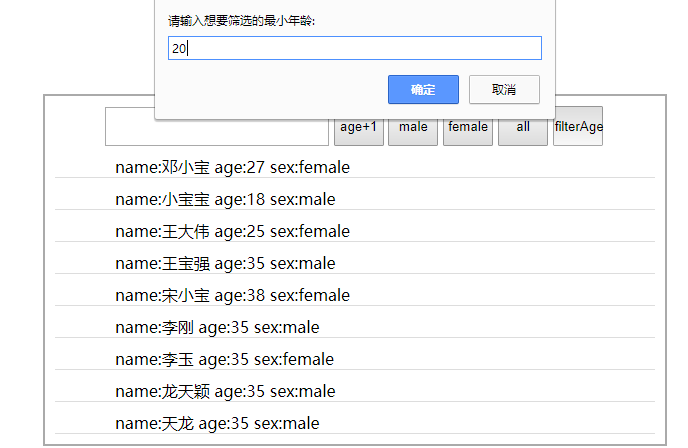 请输入想要筛选的最小年龄:
20
确定 取消
age+1 male female all filterAge
name:邓小宝 age:27 sex:female
name:小宝宝 age:18 sex:male
name:王大伟 age:25 sex:female
name:王宝强 age:35 sex:male
name:宋小宝 age:38 sex:female
name:李刚 age:35 sex:male
name:李玉 age:35 sex:female
name:龙天颖 age:35 sex:male
name:天龙 age:35 sex:male